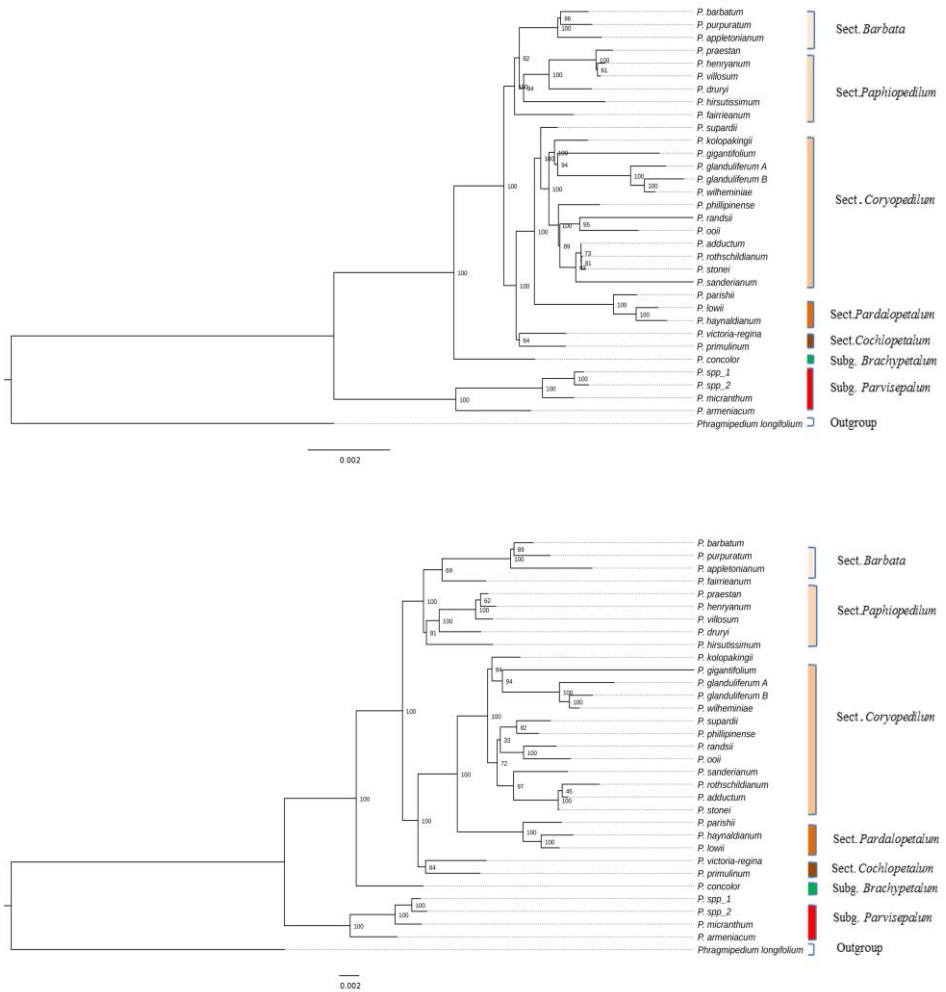 P. barbatum
P. purpuratum
P. appletonianum
P. praestan
P. henryanum
P. villosum
P. druryi
P. hirsutissimum
P. fairrieanum
P. supardii
P. kolopakingii
P. gigantifolium
P. glanduliferum A
P. glanduliferum B
P. wilheminiae
P. phillipinense
P. randsii
P. ooii
P. adductum
P. rothschildianum
P. stonei
P. sanderianum
P. parishii
P. lowii
P. haynaldianum
P. victoria-regina
P. primulinum
P. concolor
P. spp_1
P. spp_2
P. micranthum
P. armeniacum
Phragmipedium longifolium
Sect. Barbata
Sect.Paphiopedilum
Sect. Coryopedilum
Sect.Pardalopetalum
Sect.Cochlopetalum
Subg. Brachypetalum
Subg. Parvisepalum
Outgroup
96
100
82
100
61
100
94
100
100
94
100
100
100
100
100
95
89
73
81
100
100
100
100
64
100
100
100
100
0.002
P. barbatum
P. purpuratum
P. appletonianum
P. fairrieanum
P. praestan
P. henryanum
P. villosum
P. druryi
P. hirsutissimum
P. kolopakingii
P. gigantifolium
P. glanduliferum A
P. glanduliferum B
P. wilheminiae
P. supardii
P. phillipinense
P. randsii
P. ooii
P. sanderianum
P. rothschildianum
P. adductum
P. stonei
P. parishii
P. haynaldianum
P. lowii
P. victoria-regina
P. primulinum
P. concolor
P. spp_1
P. spp_2
P. micranthum
P. armeniacum
Phragmipedium longifolium
Sect. Barbata
Sect.Paphiopedilum
Sect. Coryopedilum
Sect. Pardalopetalum
Sect. Cochlopetalum
Subg. Brachypetalum
Subg. Parvisepalum
Outgroup
89
100
69
100
62
100
100
81
94
94
100
100
100
100
82
33
100
72
97
45
100
100
100
100
100
64
100
100
100
100
0.002